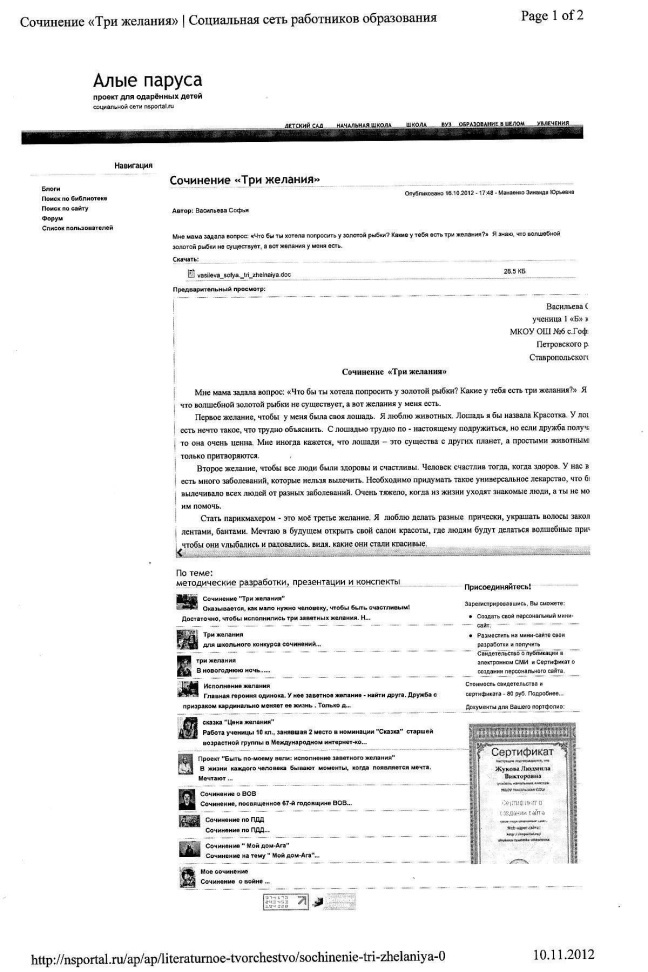 Сочинение «Три желания» | Социальная сеть работников образования
Page 1 of 2
Алые паруса
проект для одарённых детей
социальной сети nsportal.ru
ДЕТСКИЙ САД НАЧАЛЬНАЯ ШКОЛА ШКОЛА ВУЗ ОБРАЗОВАНИЕ В ЦЕЛОМ УВЛЕЧЕНИЯ
Навигация
Блоги
Поиск по библиотеке
Поиск по сайту
Форум
Список пользователей
Сочинение «Три желания»
Опубликовано 16.10.2012 - 17:48 - Манаенко Зинаида Юрьевна
Автор: Васильева Софья
Мне мама задала вопрос: «Что бы ты хотела попросить у золотой рыбки? Какие у тебя есть три желания?» Я знаю, что волшебной
золотой рыбки не существует, а вот желания у меня есть.
Скачать:
vasileva_sofya._tri_zhelnaiya.doc
28.5 КБ
Предварительный просмотр:
Васильева С
ученица 1 «Б» к
МКОУ ОШ №6 с.Гоф
Петровского р
Ставропольског
Сочинение «Три желания»
Мне мама задала вопрос: «Что бы ты хотела попросить у золотой рыбки? Какие у тебя есть три желания?» Я
что волшебной золотой рыбки не существует, а вот желания у меня есть.
Первое желание, чтобы у меня была своя лошадь. Я люблю животных. Лошадь я бы назвала Красотка. У лош
есть нечто такое, что трудно объяснить. С лошадью трудно по - настоящему подружиться, но если дружба получ
то она очень ценна. Мне иногда кажется, что лошади – это существа с других планет, а простыми животным
только притворяются.
Второе желание, чтобы все люди были здоровы и счастливы. Человек счастлив тогда, когда здоров. У нас в
есть много заболеваний, которые нельзя вылечить. Необходимо придумать такое универсальное лекарство, что б
вылечивало всех людей от разных заболеваний. Очень тяжело, когда из жизни уходят знакомые люди, а ты не мо
им помочь.
Стать парикмахером - это моё третье желание. Я люблю делать разные прически, украшать волосы закол
лентами, бантами. Мечтаю в будущем открыть свой салон красоты, где людям будут делаться волшебные при
чтобы они улыбались и радовались, видя, какие они стали красивые.
По теме:
методические разработки, презентации и конспекты
Сочинение "Три желания"
Оказывается, как мало нужно человеку, чтобы быть счастливым!
Достаточно, чтобы исполнились три заветных желания. Н...
Три желания
для школьного конкурса сочинений...
три желания
В новогоднюю ночь.....
Исполнение желания
Главная героиня одинока. У нее заветное желание - найти друга. Дружба с
призраком кардинально меняет ее жизнь . Только д...
сказка "Цена желания"
Работа ученицы 10 кл., занявшая 2 место в номинации "Сказка" старшей
возрастной группы в Международном интернет-ко...
Проект "Быть по-моему вели: исполнение заветного желания"
В жизни каждого человека бывают моменты, когда появляется мечта.
Мечтают ...
Сочинение о ВОВ
Сочинение, посвященное 67-й годовщине ВОВ...
Сочинение по ПДД
Сочинение по ПДД...
Сочинение " Мой дом-Ага"
Сочинение на тему " Мой дом-Ага"...
Мое сочинение
Сочинение о войне ...
Присоединяйтесь!
Зарегистрировавшись, Вы сможете:
Создать свой персональный мини-
сайт.
Разместить на мини-сайте свои
разработки и получить
Свидетельство о публикации в
электронном СМИ и Сертификат о
создании персонального сайта.
Стоимость свидетельства и
сертификата - 80 руб. Подробнее...
Документы для Вашего портфолио:
Сертификат
Жукова Людмила
Викторовна
Сертификат о
создании сайта
http://nsportal.ru/ap/ap/literaturnoe-tvorchestvo/sochinenie-tri-zhelaniya-0
10.11.2012